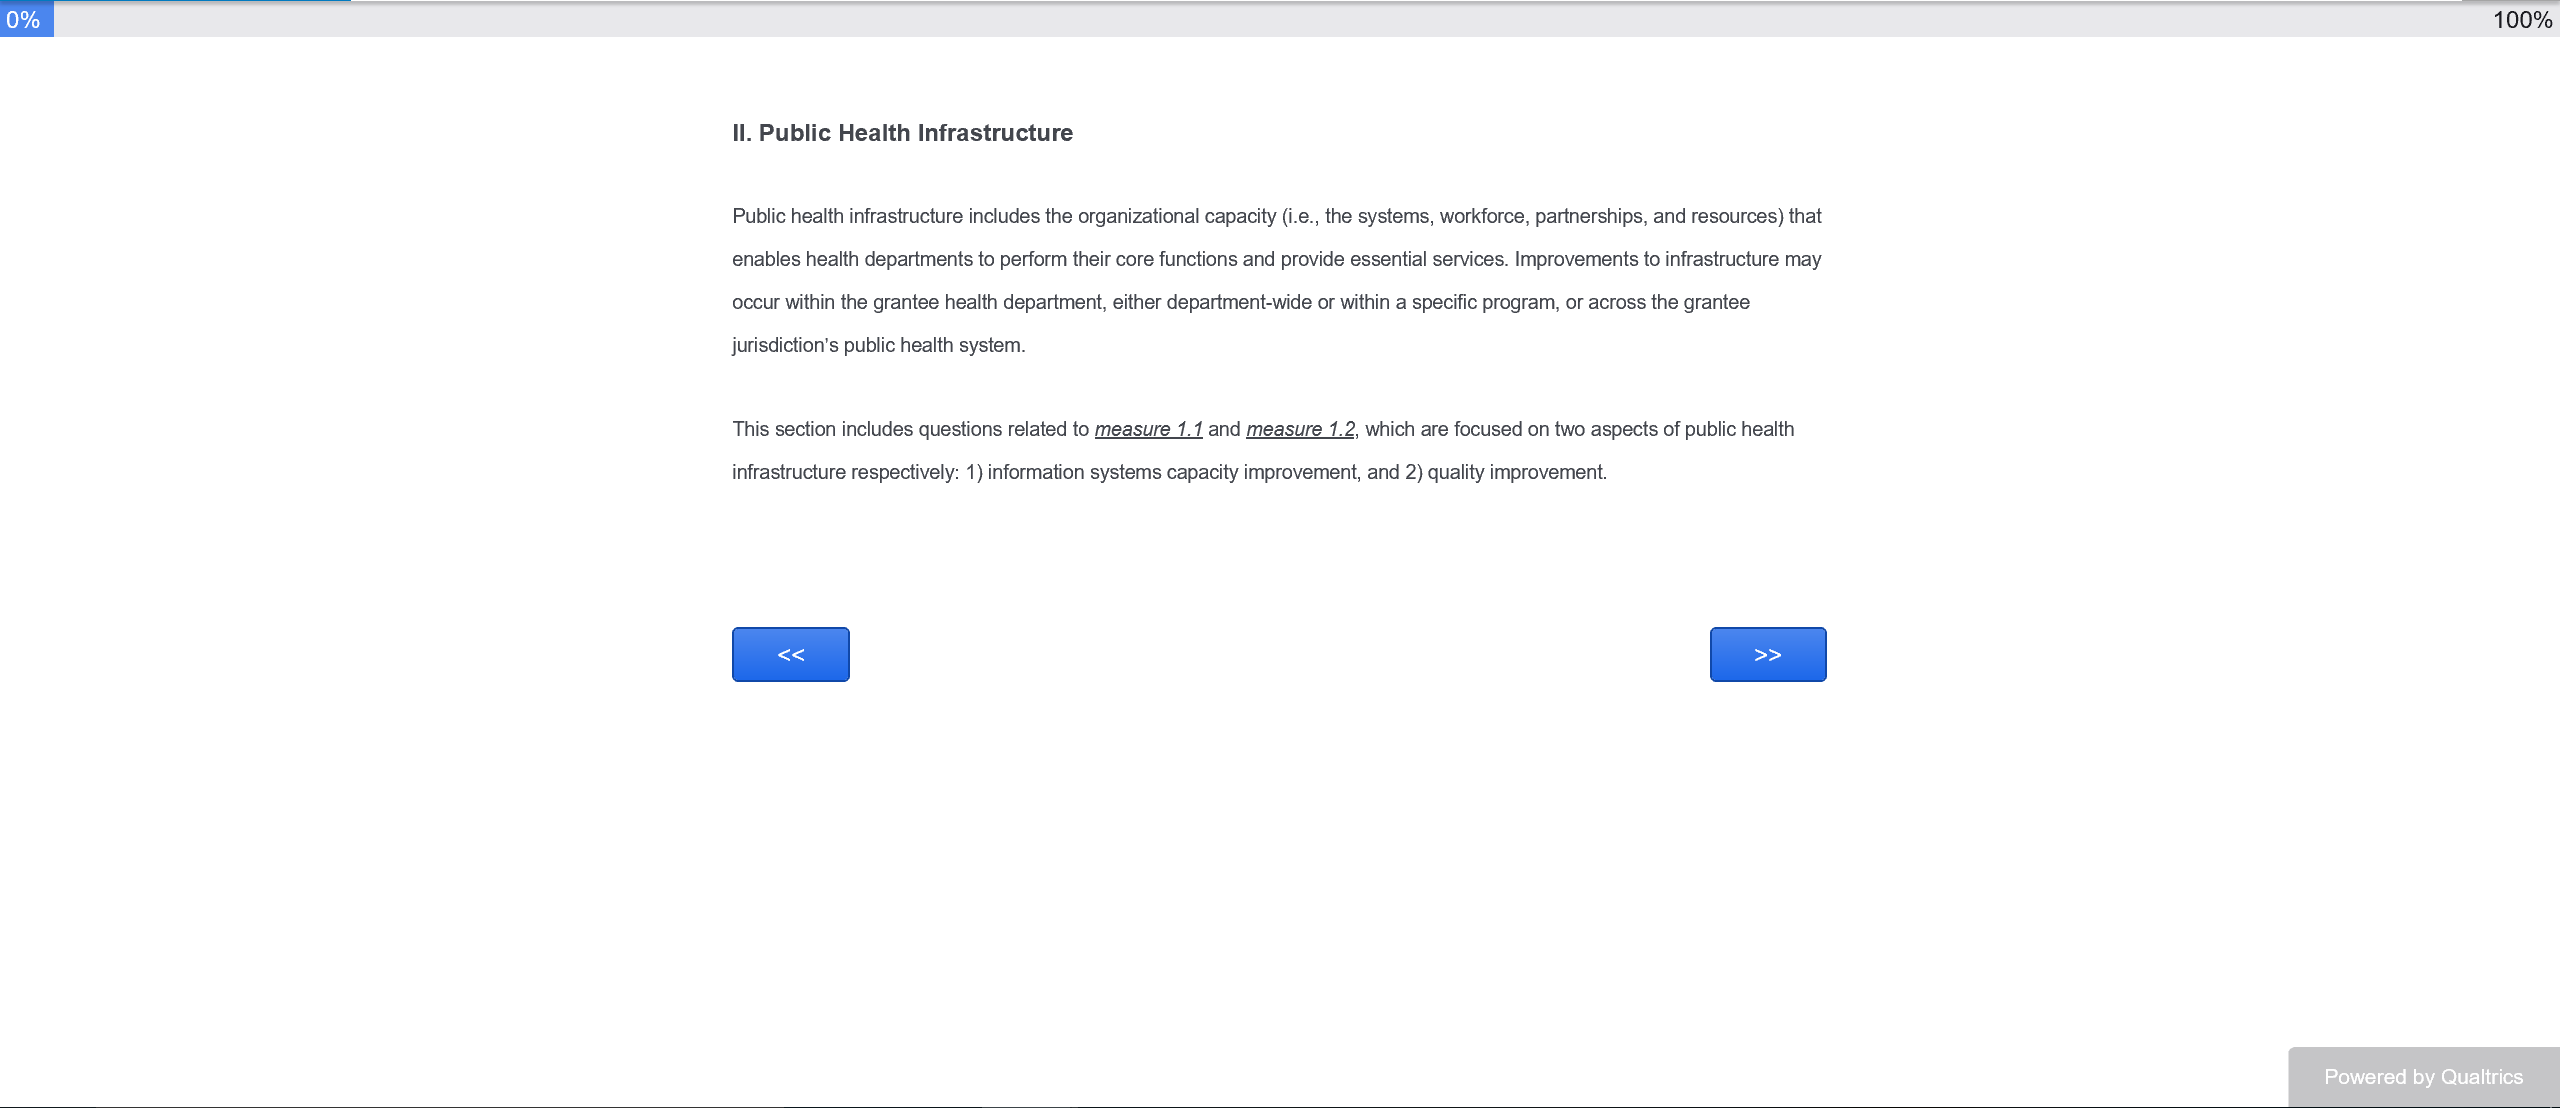 0% 100%
II. Public Health Infrastructure
Public health infrastructure includes the organizational capacity (i.e., the systems, workforce, partnerships, and resources) that
enables health departments to perform their core functions and provide essential services. Improvements to infrastructure may
occur within the grantee health department, either department-wide or within a specific program, or across the grantee
jurisdiction's public health system.
This section includes questions related to measure 1.1 and measure 1.2, which are focused on two aspects of public health
infrastructure respectively: 1) information systems capacity improvement, and 2) quality improvement.
<< >>
Powered by Qualtrics